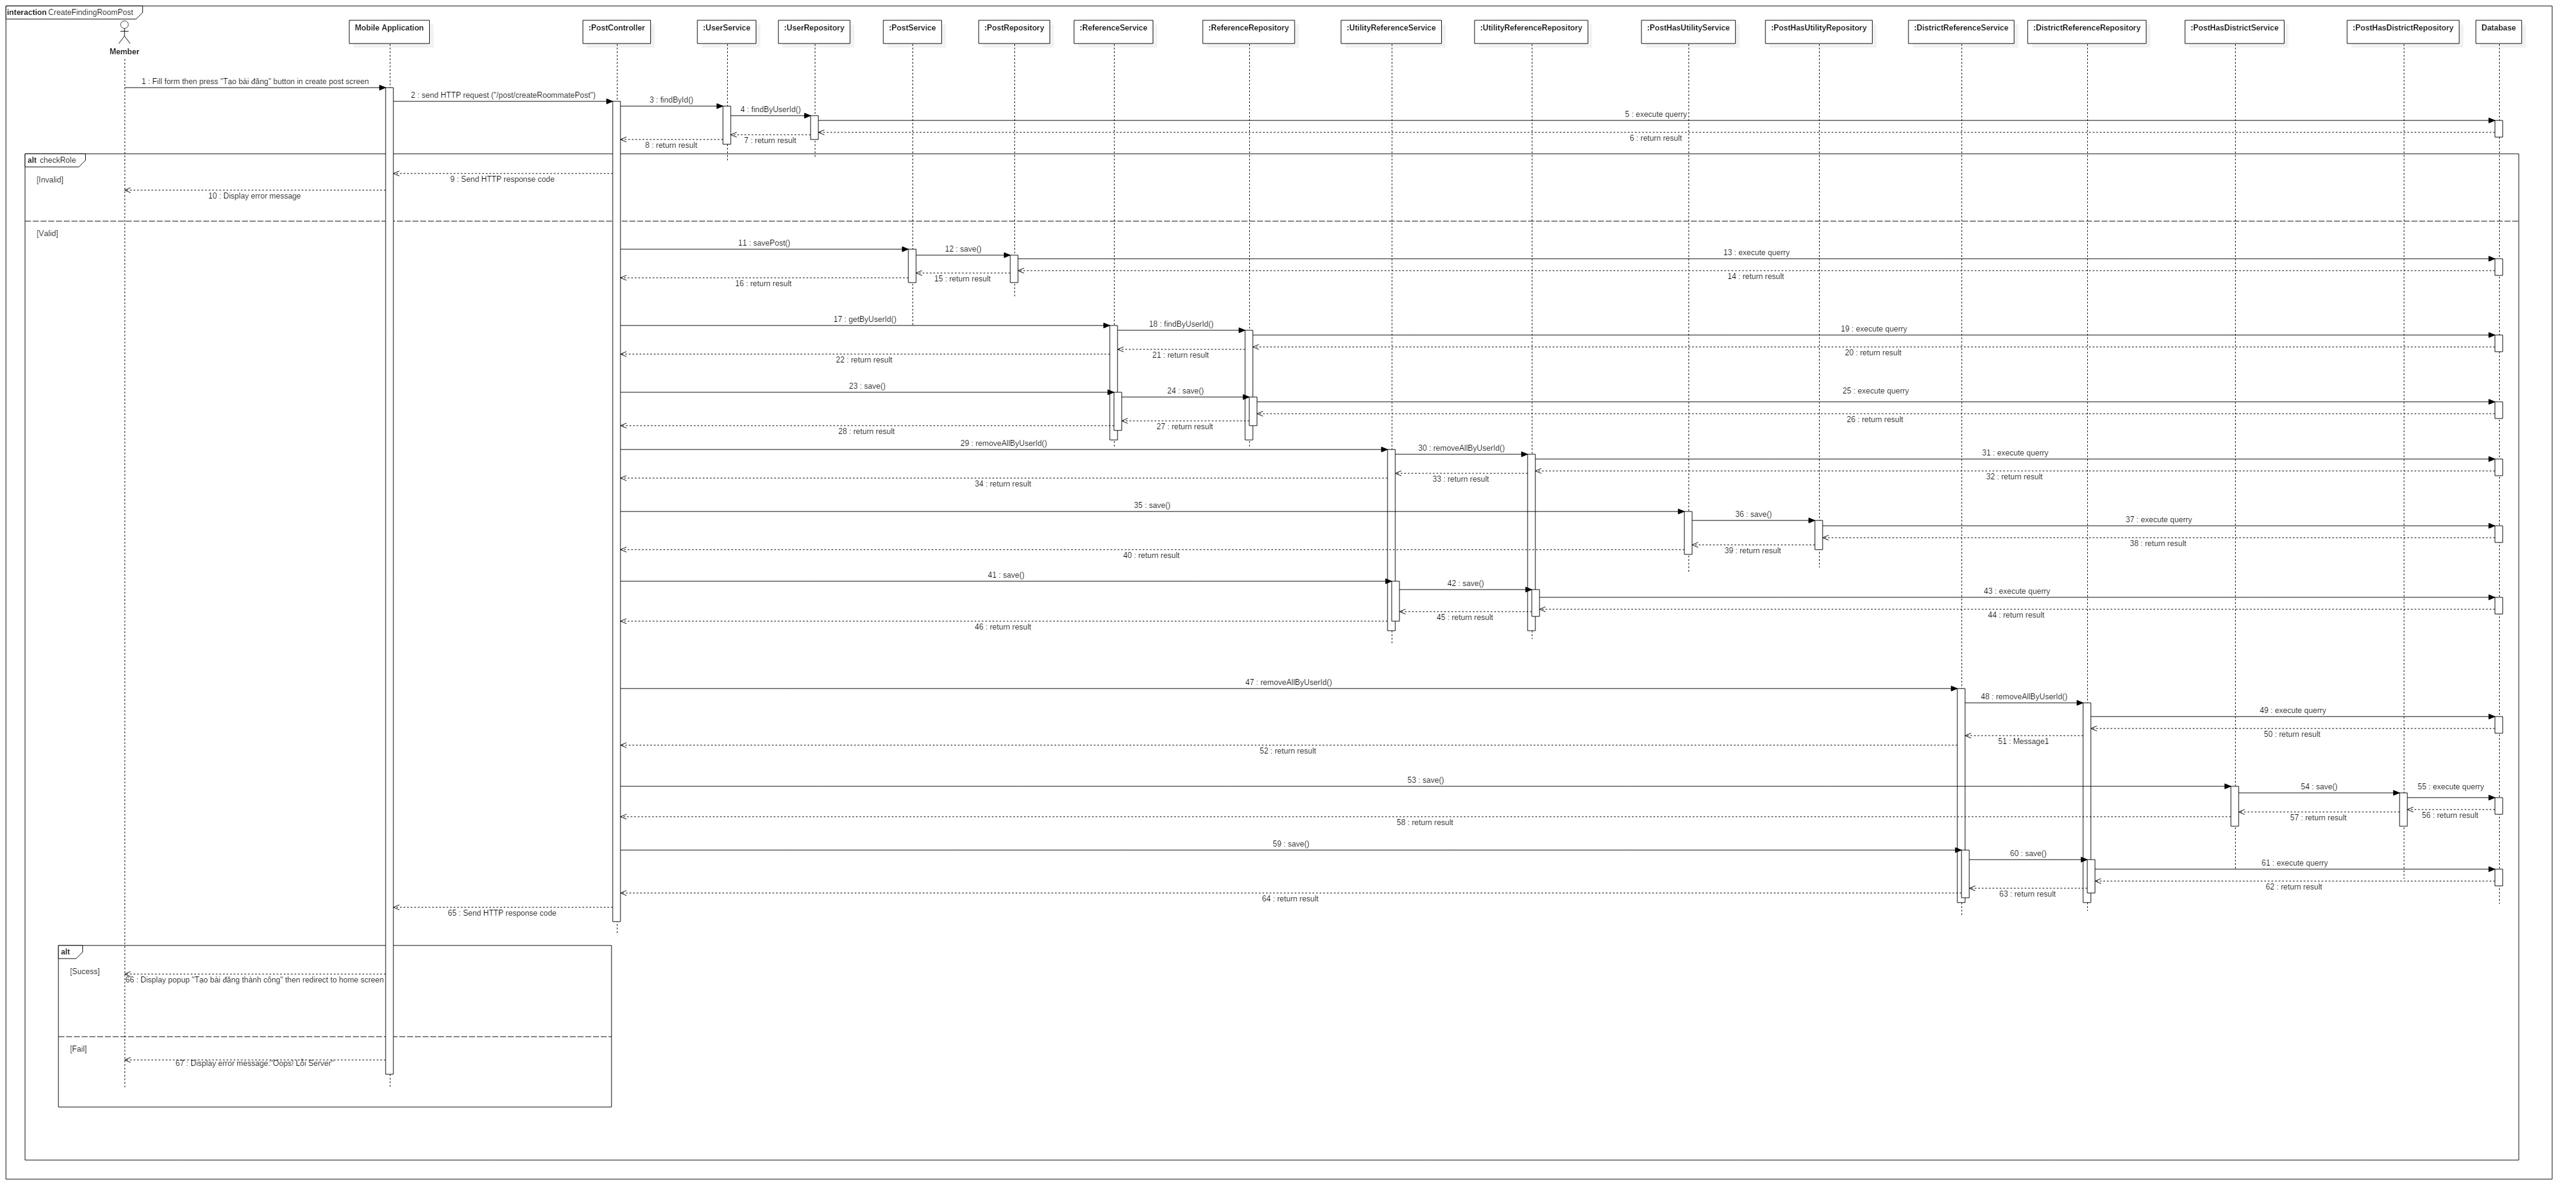 interaction CreateFindingRoomPost
Member
Mobile Application
:PostController
:UserService
:UserRepository
:PostService
:PostRepository
:ReferenceService
:ReferenceRepository
:UtilityReferenceService
:UtilityReferenceRepository
:PostHasUtilityService
:PostHasUtilityRepository
:DistrictReferenceService
:DistrictReferenceRepository
:PostHasDistrictService
:PostHasDistrictRepository
Database
1 : Fill form then press "Tạo bài đăng" button in create post screen
2 : send HTTP request ("/post/createRoommatePost")
3 : findById()
4 : findByUserId()
5 : execute querry
6 : return result
7 : return result
8 : return result
alt checkRole
[Invalid]
9 : Send HTTP response code
10 : Display error message
[Valid]
11 : savePost()
12 : save()
13 : execute querry
14 : return result
15 : return result
16 : return result
17 : getByUserId()
18 : findByUserId()
19 : execute querry
20 : return result
21 : return result
22 : return result
23 : save()
24 : save()
25 : execute querry
26 : return result
27 : return result
28 : return result
29 : removeAllByUserId()
30 : removeAllByUserId()
31 : execute querry
32 : return result
33 : return result
34 : return result
35 : save()
36 : save()
37 : execute querry
38 : return result
39 : return result
40 : return result
41 : save()
42 : save()
43 : execute querry
44 : return result
45 : return result
46 : return result
47 : removeAllByUserId()
48 : removeAllByUserId()
49 : execute querry
50 : return result
51 : Message1
52 : return result
53 : save()
54 : save()
55 : execute querry
56 : return result
57 : return result
58 : return result
59 : save()
60 : save()
61 : execute querry
62 : return result
63 : return result
64 : return result
65 : Send HTTP response code
alt
[Sucess]
66 : Display popup "Tạo bài đăng thành công" then redirect to home screen
[Fail]
67 : Display error message:"Oops! Lỗi Server"